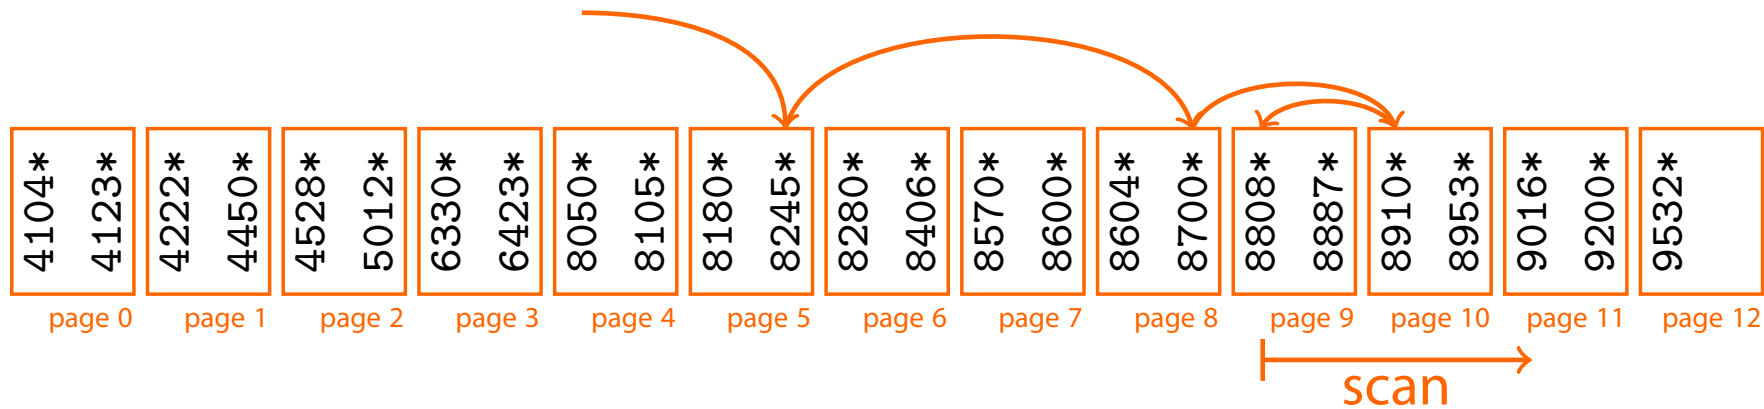 4104* 4123* 4222* 4450* 4528* 5012* 6330* 6423* 8050* 8105* 8180* 8245* 8280* 8406* 8570* 8600* 8604* 8700* 8808* 8887* 8910* 8953* 9016* 9200* 9532*
page 0 page 1 page 2 page 3 page 4 page 5 page 6 page 7 page 8 page 9 page 10 page 11 page 12
scan